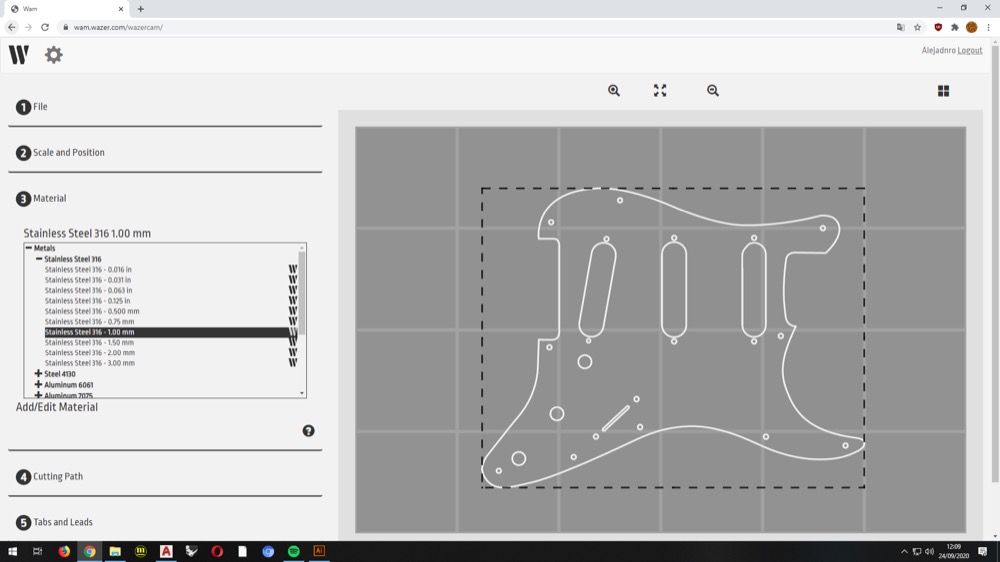 Wam
wam.wazer.com/wazercam/
W
Alejadnro Logout
1 File
2 Scale and Position
3 Material
Stainless Steel 316 1.00 mm
Metals
Stainless Steel 316
Stainless Steel 316 - 0.016 in W
Stainless Steel 316 - 0.031 in W
Stainless Steel 316 - 0.063 in W
Stainless Steel 316 - 0.125 in W
Stainless Steel 316 - 0.500 mm W
Stainless Steel 316 - 0.75 mm W
Stainless Steel 316 - 1.00 mm W
Stainless Steel 316 - 1.50 mm W
Stainless Steel 316 - 2.00 mm W
Stainless Steel 316 - 3.00 mm W
Steel 4130
Aluminum 6061
Aluminum 7075
Add/Edit Material
?
4 Cutting Path
5 Tabs and Leads
A
Ai
12:09
24/09/2020